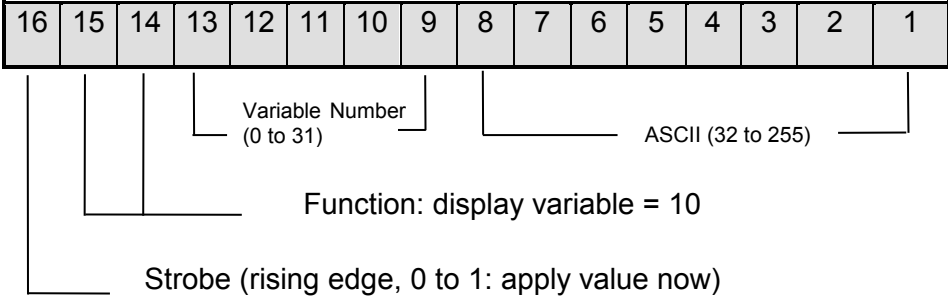 16 15 14 13 12 11 10 9 8 7 6 5 4 3 2 1
Variable Number
(0 to 31)
ASCII (32 to 255)
Function: display variable = 10
Strobe (rising edge, 0 to 1: apply value now)